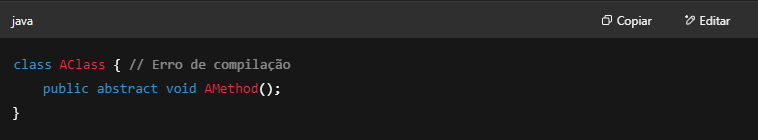 java Copiar Editar
class AClass { // Erro de compilação
    public abstract void AMethod();
}